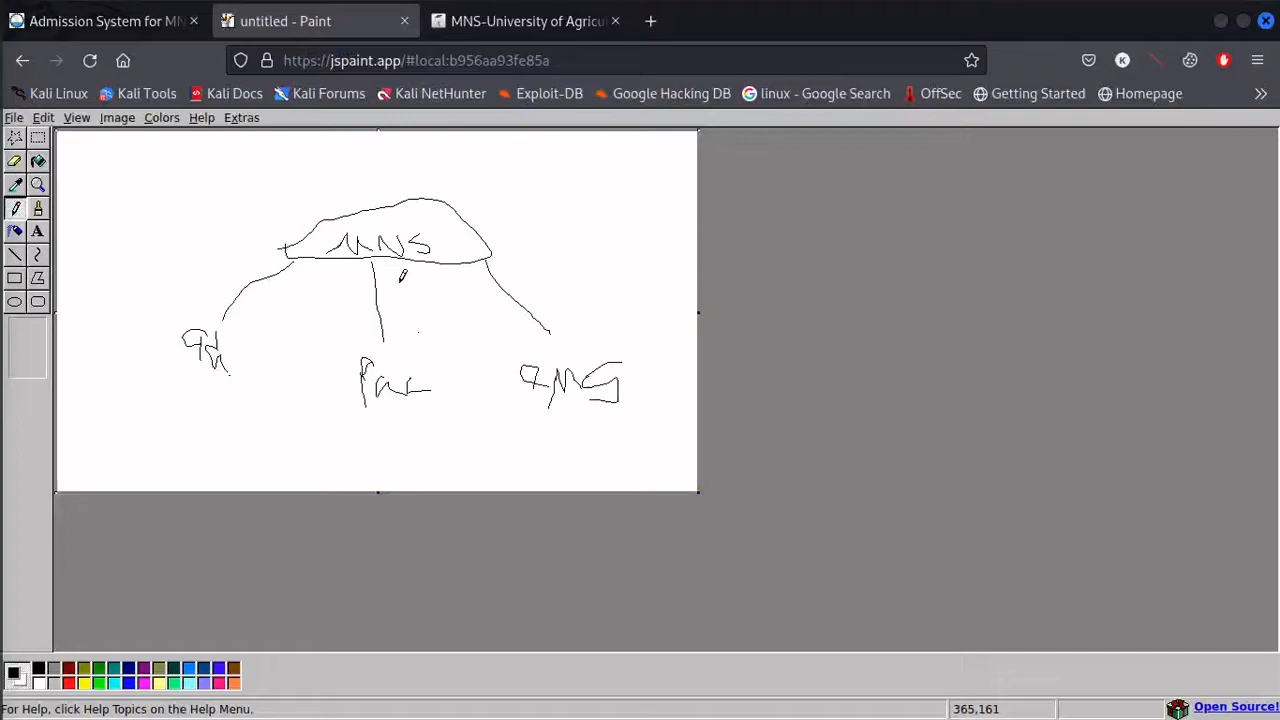 Admission System for MN
untitled - Paint
MNS-University of Agricu
https://jspaint.app/#local:b956aa93fe85a
Kali Linux Kali Tools Kali Docs Kali Forums Kali NetHunter Exploit-DB Google Hacking DB linux - Google Search OffSec Getting Started Homepage
File Edit View Image Colors Help Extras
MNS
For Help, click Help Topics on the Help Menu.
365,161
Open Source!